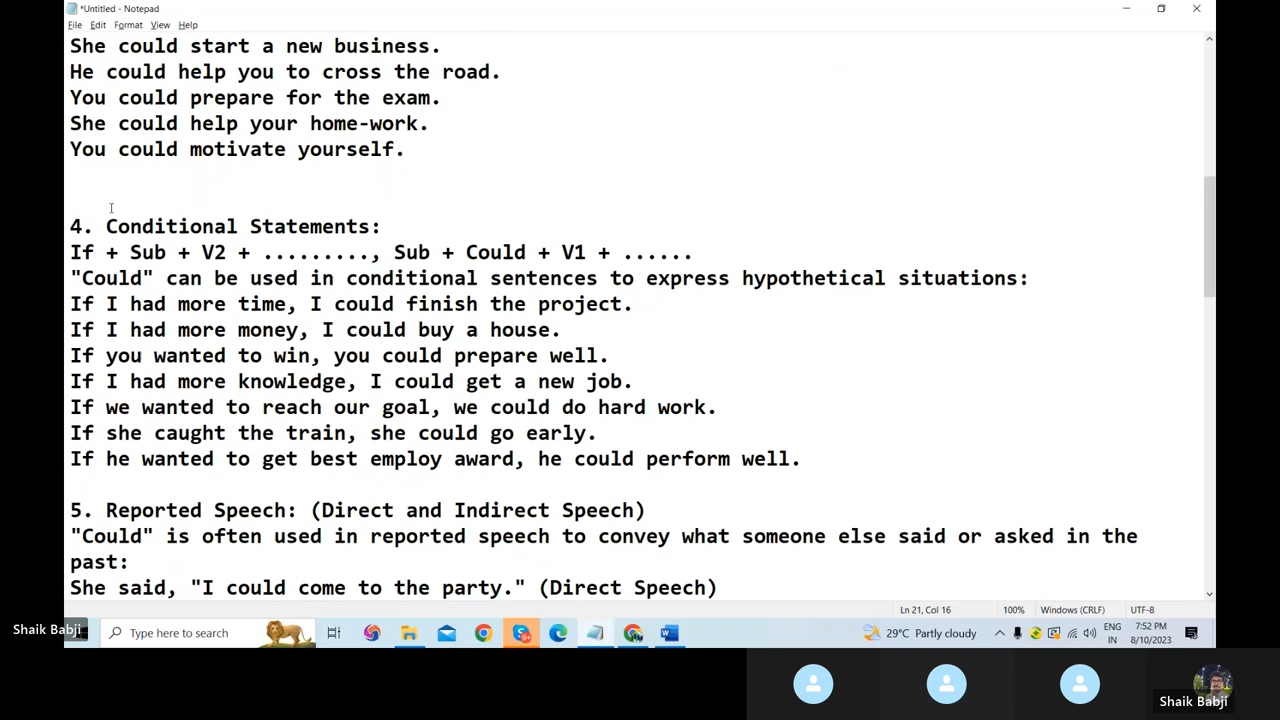 *Untitled - Notepad
File Edit Format View Help
She could start a new business.
He could help you to cross the road.
You could prepare for the exam.
She could help your home-work.
You could motivate yourself.
4. Conditional Statements:
If + Sub + V2 + ........., Sub + Could + V1 + ......
"Could" can be used in conditional sentences to express hypothetical situations:
If I had more time, I could finish the project.
If I had more money, I could buy a house.
If you wanted to win, you could prepare well.
If I had more knowledge, I could get a new job.
If we wanted to reach our goal, we could do hard work.
If she caught the train, she could go early.
If he wanted to get best employ award, he could perform well.
5. Reported Speech: (Direct and Indirect Speech)
"Could" is often used in reported speech to convey what someone else said or asked in the
past:
She said, "I could come to the party." (Direct Speech)
Ln 21, Col 16 100% Windows (CRLF) UTF-8
Shaik Babji
Type here to search
29°C Partly cloudy
ENG
IN
7:52 PM
8/10/2023
Shaik Babji